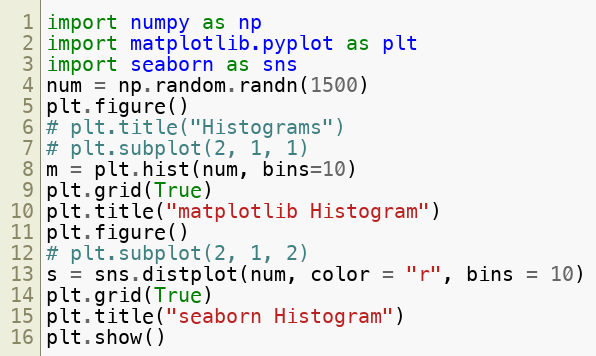 1 import numpy as np
2 import matplotlib.pyplot as plt
3 import seaborn as sns
4 num = np.random.randn(1500)
5 plt.figure()
6 # plt.title("Histograms")
7 # plt.subplot(2, 1, 1)
8 m = plt.hist(num, bins=10)
9 plt.grid(True)
10 plt.title("matplotlib Histogram")
11 plt.figure()
12 # plt.subplot(2, 1, 2)
13 s = sns.distplot(num, color = "r", bins = 10)
14 plt.grid(True)
15 plt.title("seaborn Histogram")
16 plt.show()